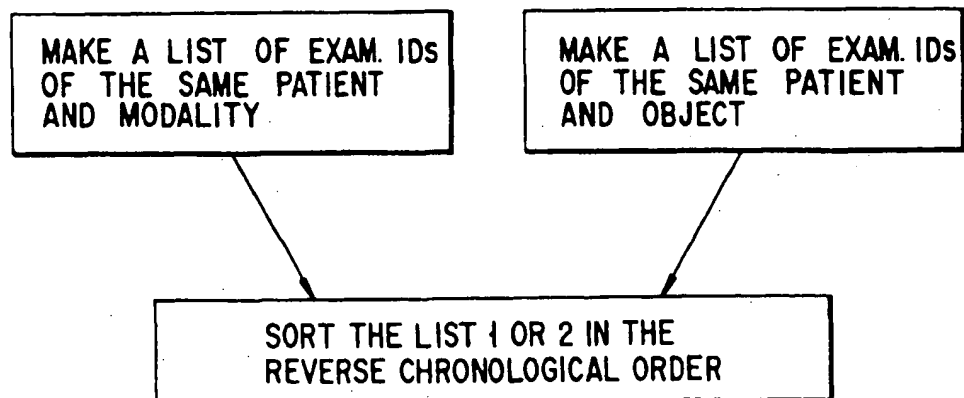 MAKE A LIST OF EXAM. IDs
OF THE SAME PATIENT
AND MODALITY
MAKE A LIST OF EXAM. IDs
OF THE SAME PATIENT
AND OBJECT
SORT THE LIST 1 OR 2 IN THE
REVERSE CHRONOLOGICAL ORDER